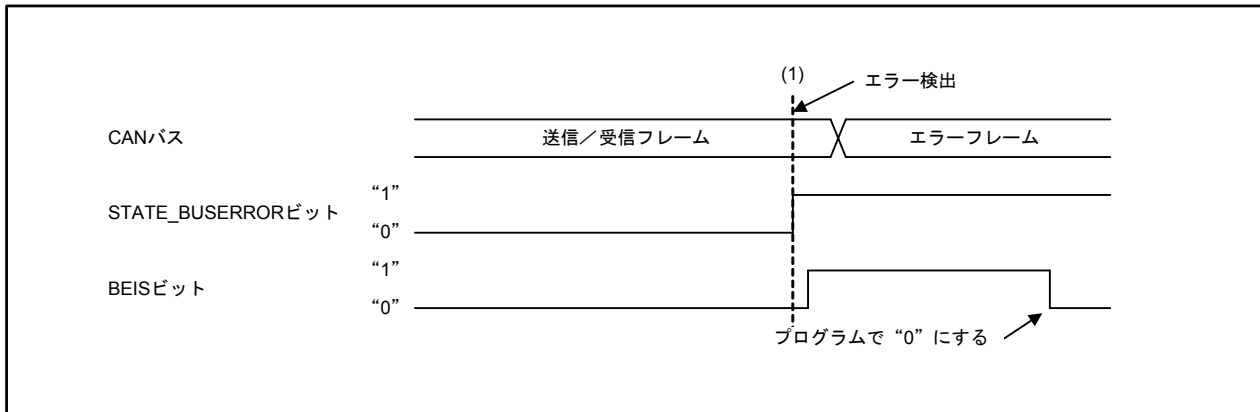 (1)
エラー検出
CANバス
送信／受信フレーム
エラーフレーム
“1”
STATE_BUSERRORビット
“0”
“1”
BEISビット
“0”
プログラムで“0”にする